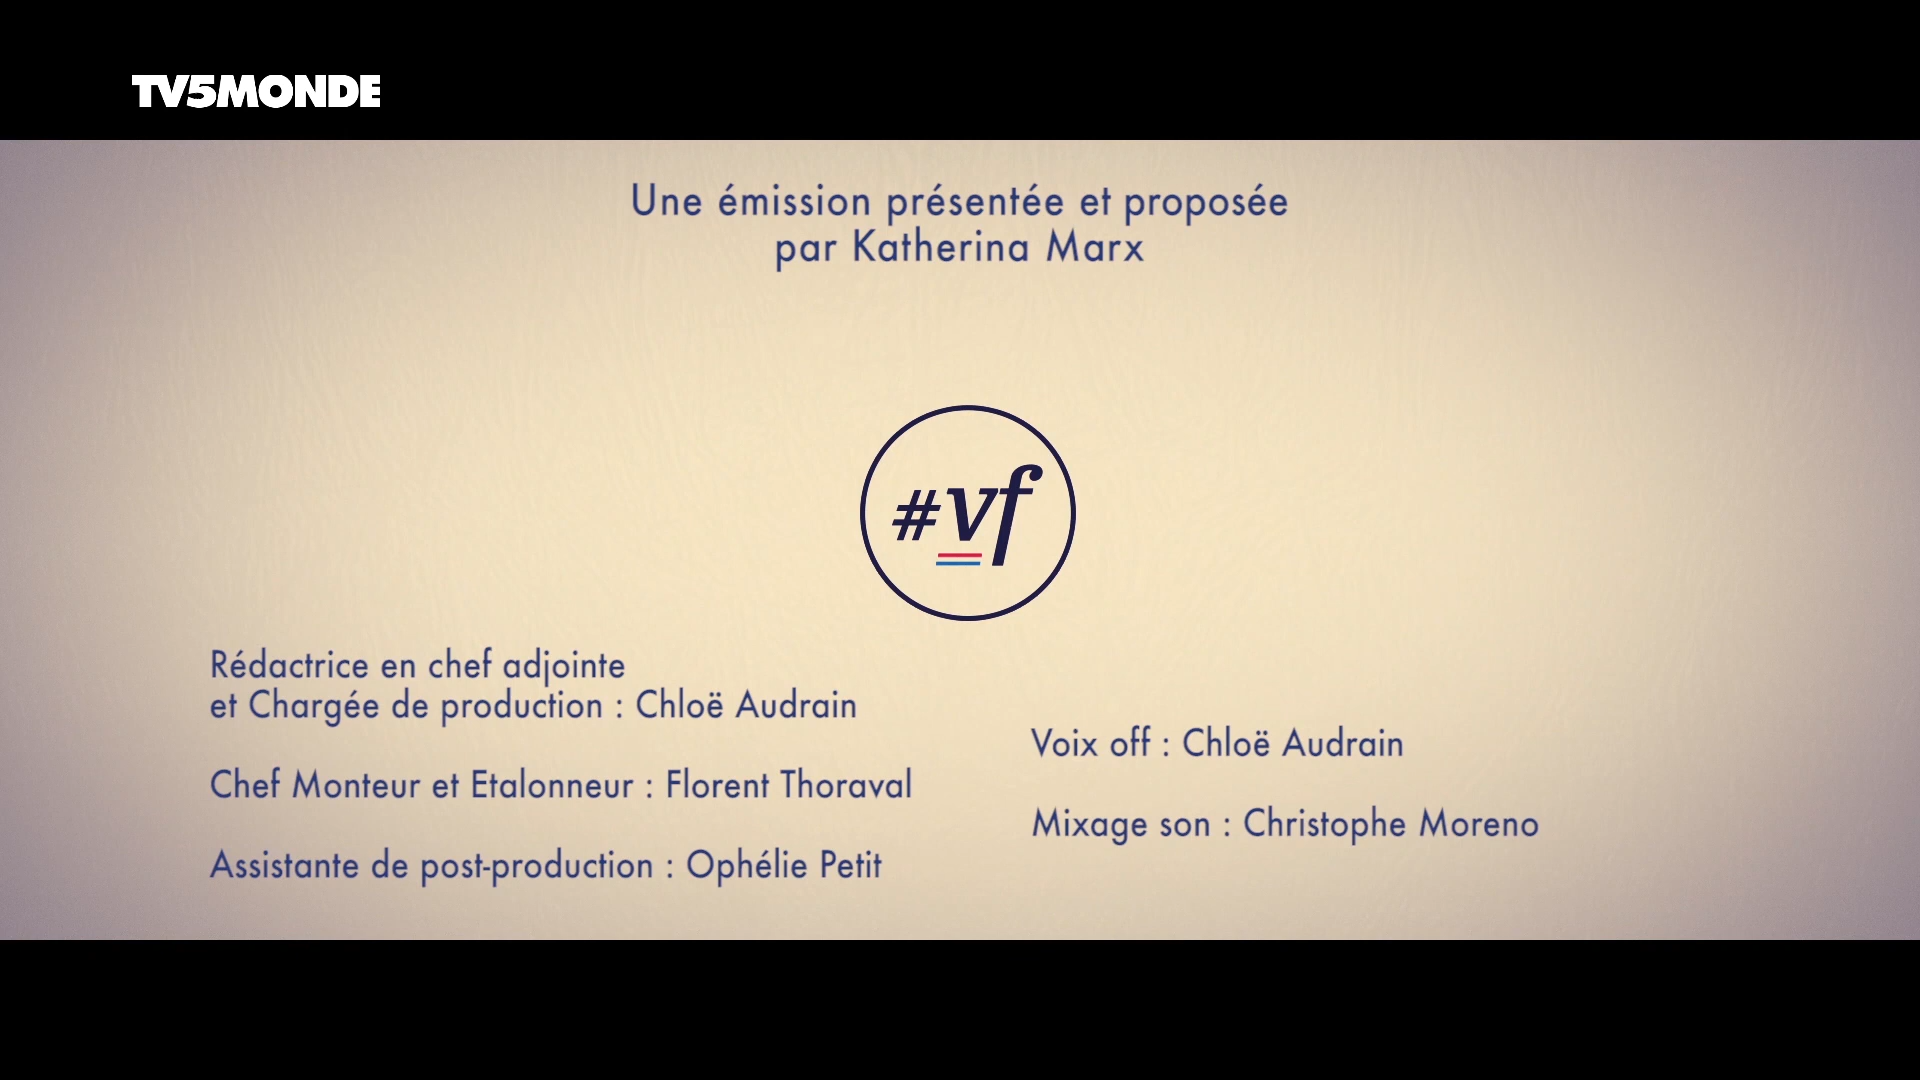 TV5MONDE
Une émission présentée et proposée
par Katherina Marx
#vf
Rédactrice en chef adjointe
et Chargée de production : Chloë Audrain
Chef Monteur et Etalonneur : Florent Thoraval
Assistante de post-production : Ophélie Petit
Voix off : Chloë Audrain
Mixage son : Christophe Moreno